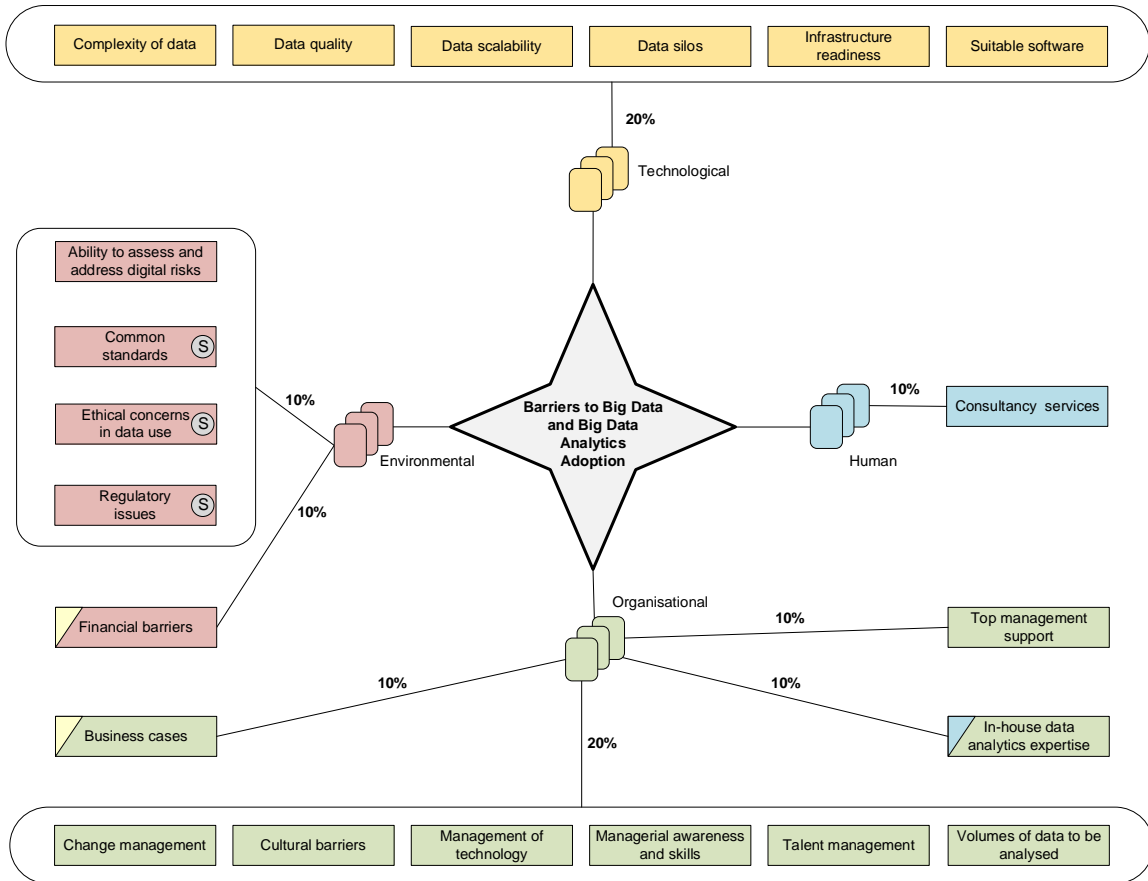 Complexity of data
Data quality
Data scalability
Data silos
Infrastructure
readiness
Suitable software
20%
Technological
Ability to assess and
address digital risks
Common
standards
S
Ethical concerns
in data use
S
Regulatory
issues
S
10%
10%
Environmental
Barriers to Big Data
and Big Data
Analytics
Adoption
10%
Human
Consultancy services
Financial barriers
Organisational
10%
Top management
support
10%
10%
Business cases
In-house data
analytics expertise
20%
Change management
Cultural barriers
Management of
technology
Managerial awareness
and skills
Talent management
Volumes of data to be
analysed